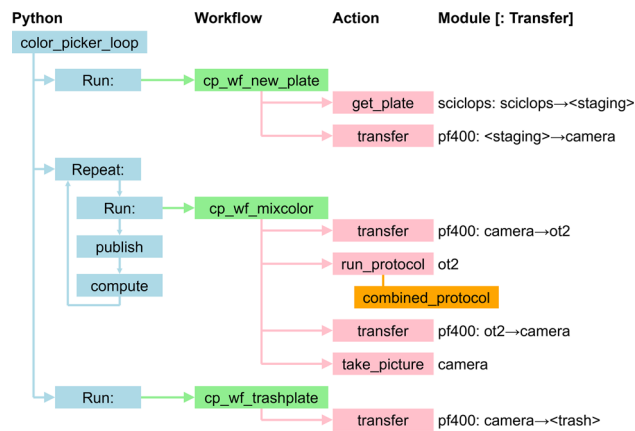 Python Workflow Action Module [: Transfer]
color_picker_loop
Run: cp_wf_new_plate
get_plate sciclops: sciclops→<staging>
transfer pf400: <staging>→camera
Repeat:
Run: cp_wf_mixcolor
transfer pf400: camera→ot2
publish
run_protocol ot2
compute
combined_protocol
transfer pf400: ot2→camera
take_picture camera
Run: cp_wf_trashplate
transfer pf400: camera→<trash>